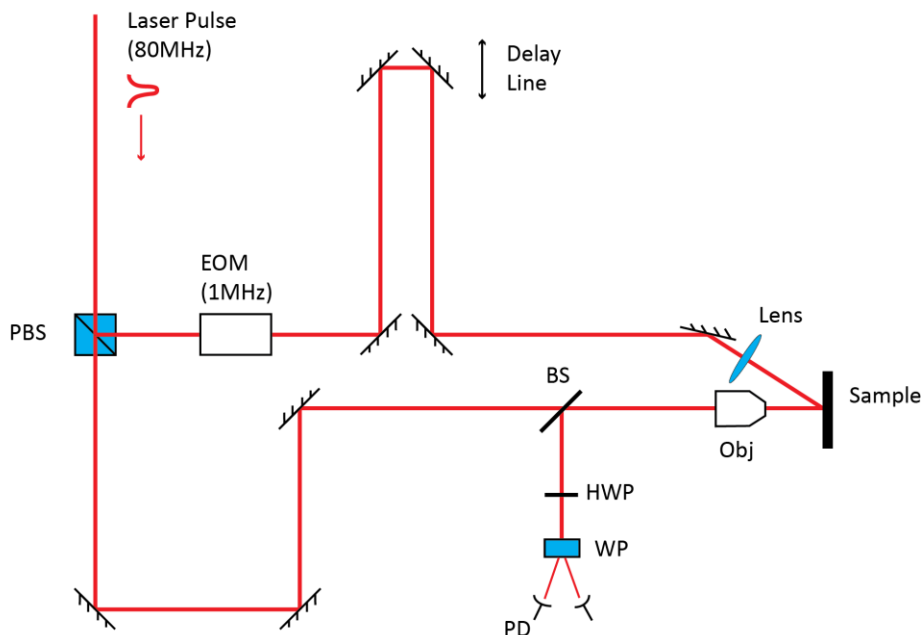 Laser Pulse
(80MHz)
Delay
Line
EOM
(1MHz)
PBS
Lens
BS
Sample
Obj
HWP
WP
PD